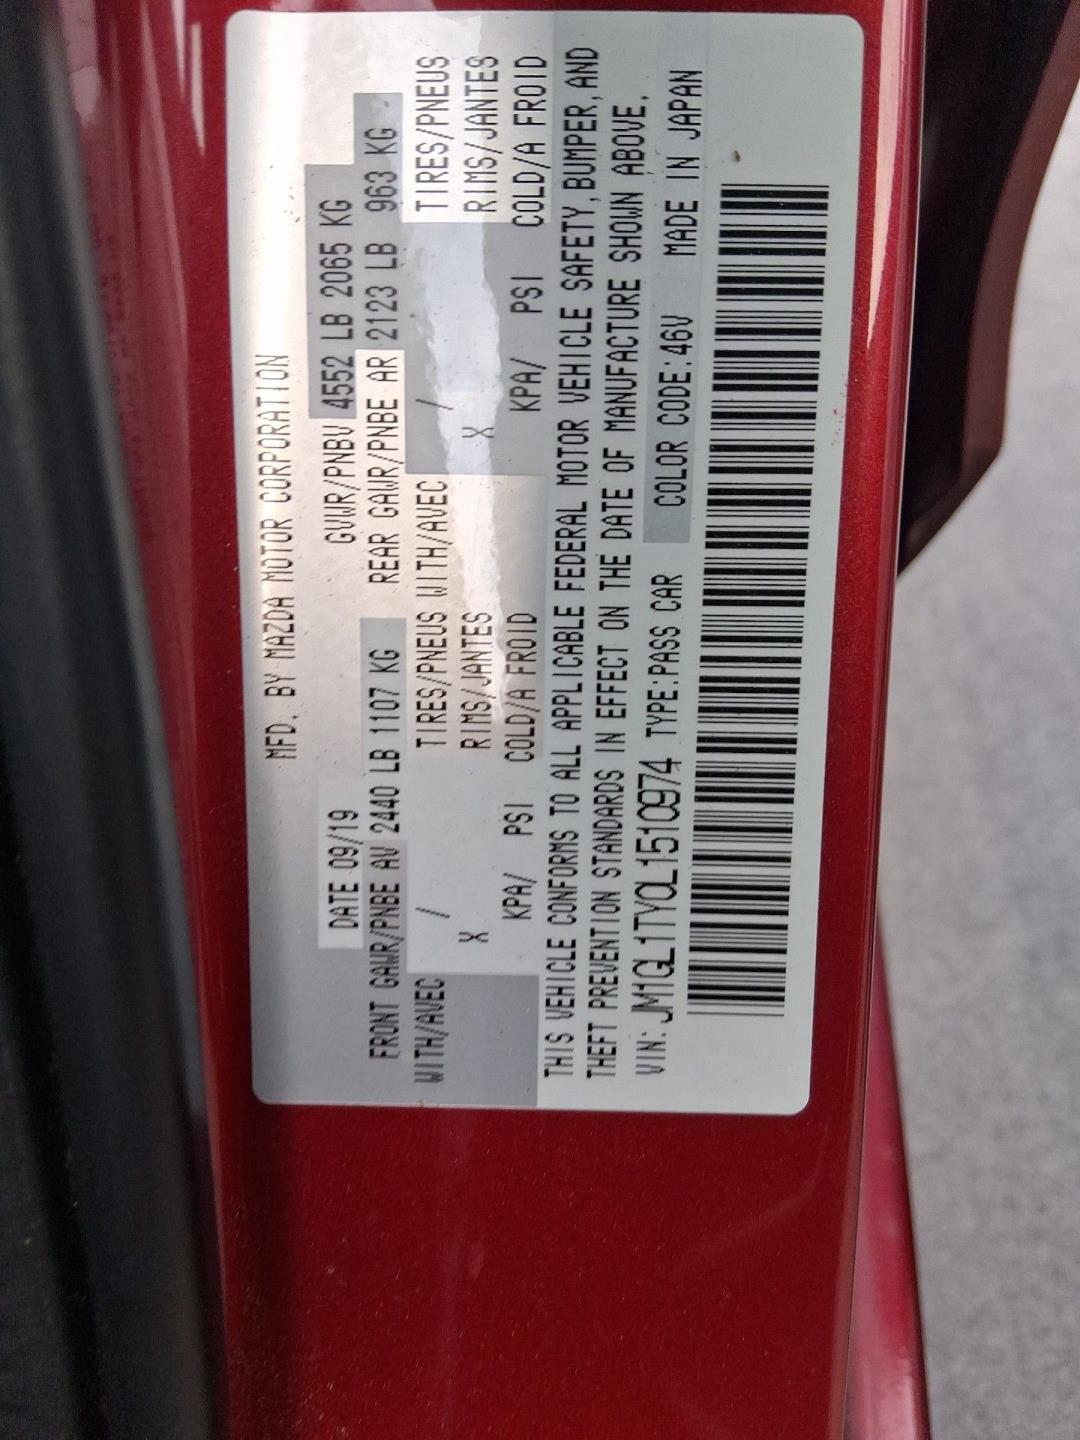 MFD. BY MAZDA MOTOR CORPORATION
DATE 09/19 GVWR/PNBV 4552 LB 2065 KG
FRONT GAWR/PNBE AV 2440 LB 1107 KG REAR GAWR/PNBE AR 2123 LB 963 KG
WITH/AVEC / TIRES/PNEUS WITH/AVEC / TIRES/PNEUS
X RIMS/JANTES X RIMS/JANTES
KPA/ PSI COLD/A FROID KPA/ PSI COLD/A FROID
THIS VEHICLE CONFORMS TO ALL APPLICABLE FEDERAL MOTOR VEHICLE SAFETY, BUMPER, AND
THEFT PREVENTION STANDARDS IN EFFECT ON THE DATE OF MANUFACTURE SHOWN ABOVE.
VIN: JM1GL1TY0L1510974 TYPE:PASS CAR COLOR CODE:46V MADE IN JAPAN